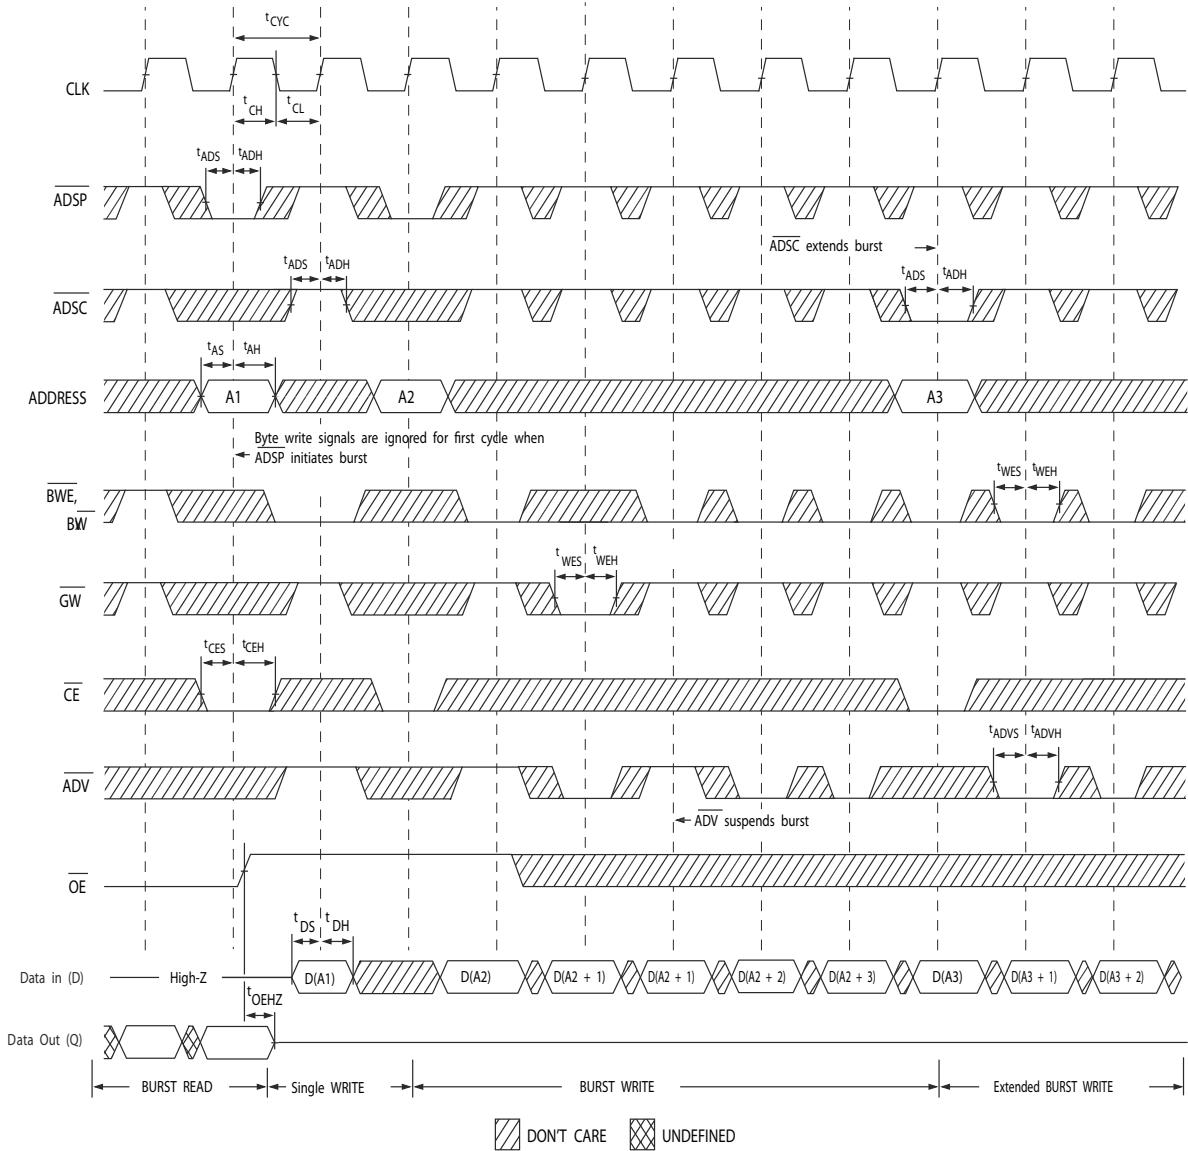 tCYC
CLK
tCH tCL
tADS tADH
ADSP
ADSC extends burst
tADS tADH tADS tADH
ADSC
tAS tAH
ADDRESS A1 A2 A3
Byte write signals are ignored for first cycle when
ADSP initiates burst
tWES tWEH
BWE,
BW
tWES tWEH
GW
tCES tCEH
CE
tADVS tADVH
ADV
ADV suspends burst
OE
tDS tDH
Data in (D) High-Z D(A1) D(A2) D(A2 + 1) D(A2 + 1) D(A2 + 2) D(A2 + 3) D(A3) D(A3 + 1) D(A3 + 2)
tOEHZ
Data Out (Q)
BURST READ Single WRITE BURST WRITE Extended BURST WRITE
DON'T CARE UNDEFINED